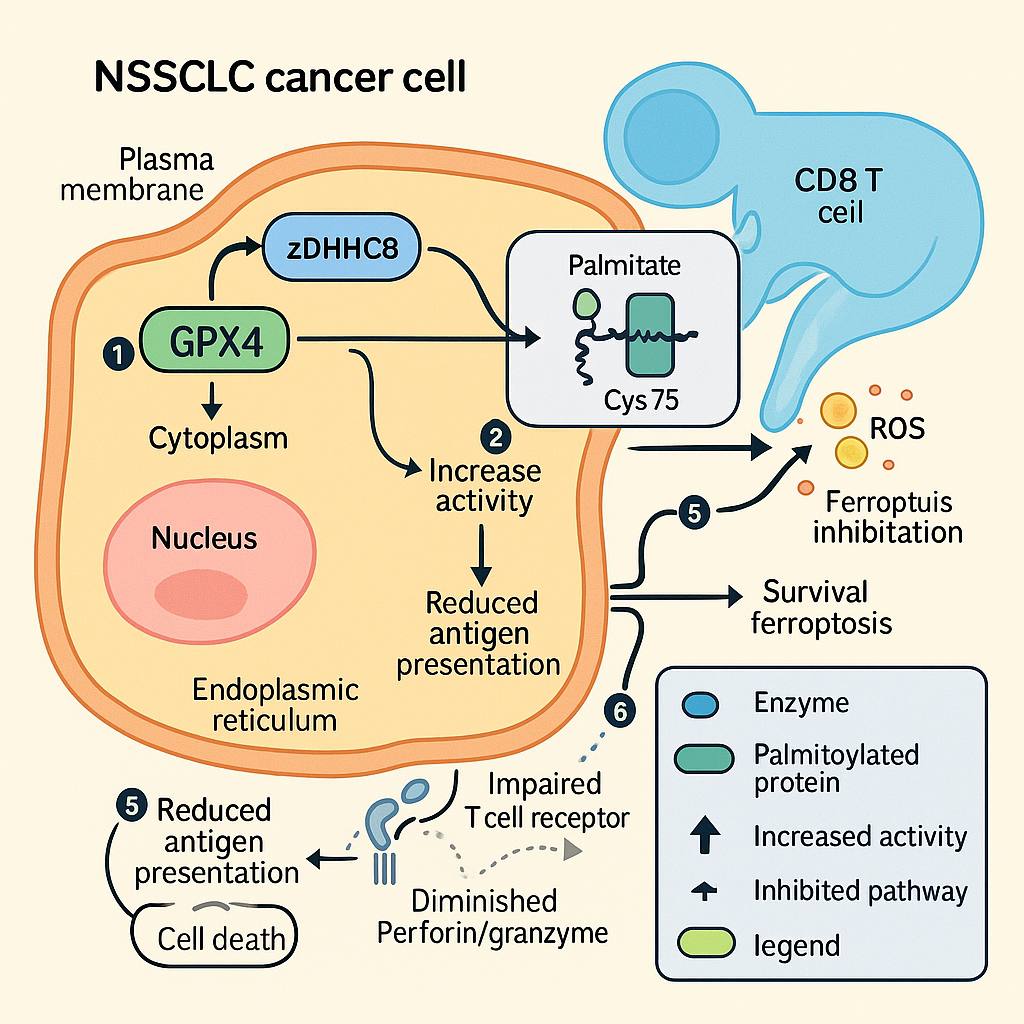 NSSCLC cancer cell
Plasma
membrane
CD8 T
ceil
zDHHC8
Palmitate
1
GPX4
Cys 75
Cytoplasm
2
Increase
activity
ROS
5
Ferroptuis
inhibitation
Nucleus
Reduced
antigen
presentation
Survival
ferroptosis
Endoplasmic
reticulum
6
Enzyme
Palmitoylated
protein
Increased activity
Inhibited pathway
legend
5
Reduced
antigen
presentation
Impaired
T cell receptor
Diminished
Perforin/granzyme
Cell death